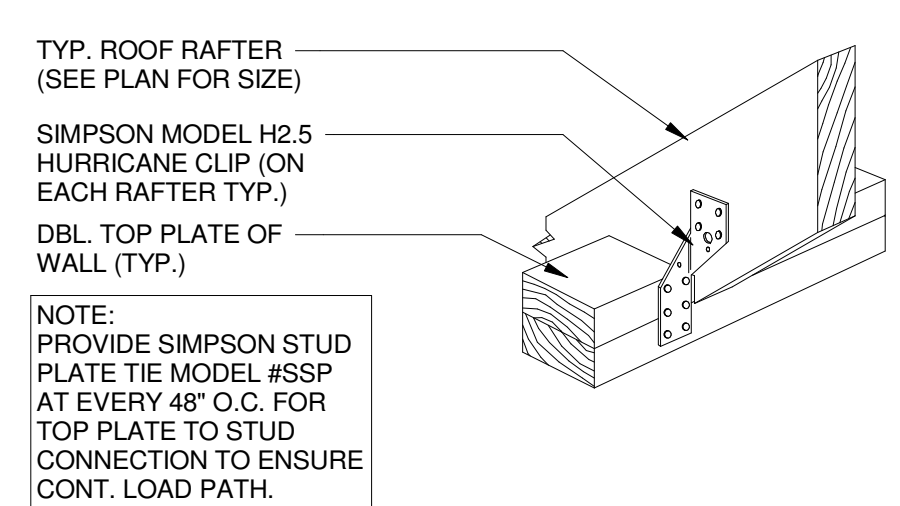 TYP. ROOF RAFTER
(SEE PLAN FOR SIZE)
SIMPSON MODEL H2.5
HURRICANE CLIP (ON
EACH RAFTER TYP.)
DBL. TOP PLATE OF
WALL (TYP.)
NOTE:
PROVIDE SIMPSON STUD
PLATE TIE MODEL #SSP
AT EVERY 48" O.C. FOR
TOP PLATE TO STUD
CONNECTION TO ENSURE
CONT. LOAD PATH.